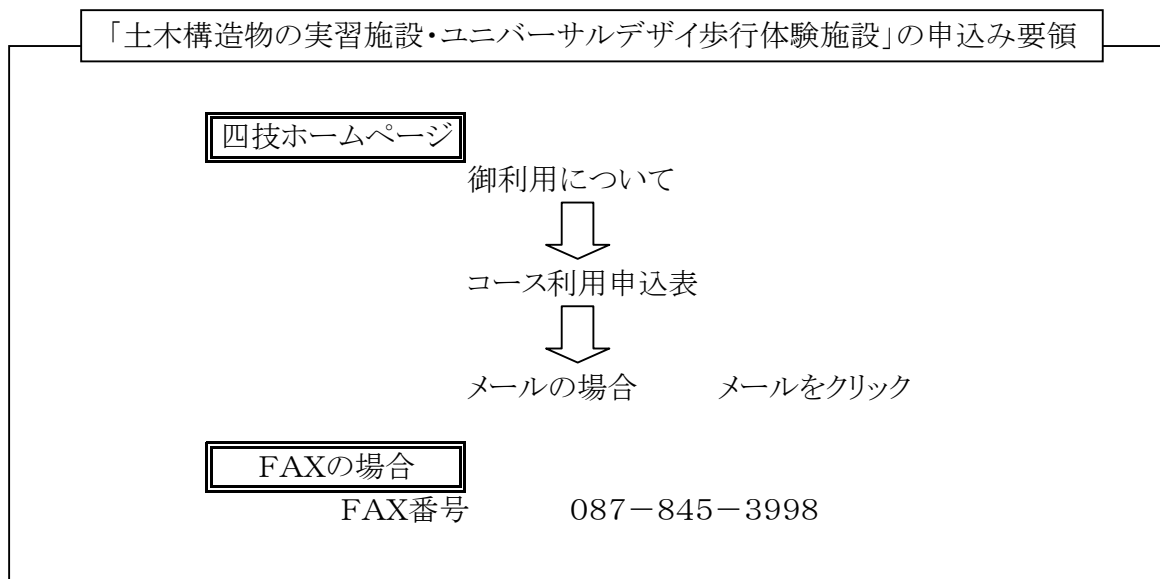 「土木構造物の実習施設・ユニバーサルデザイ歩行体験施設」の申込み要領
四技ホームページ
御利用について
コース利用申込表
メールの場合 メールをクリック
FAXの場合
FAX番号 087－845－3998